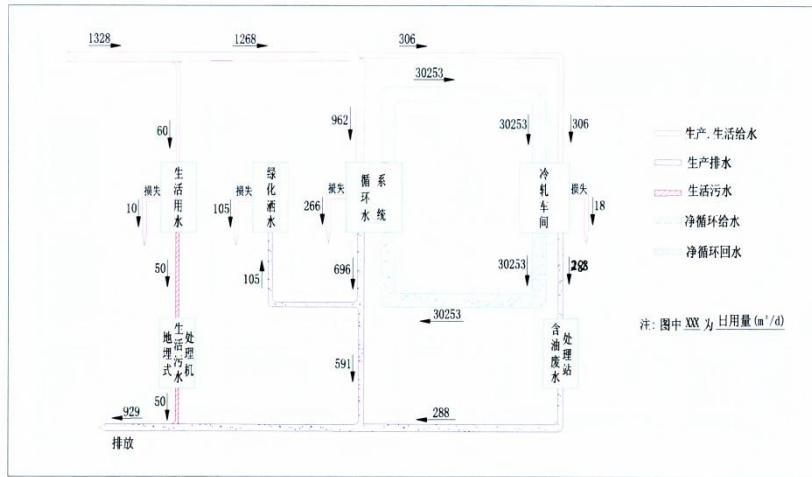 1328
1268
306
30253
60
962
30253
306
生产.生活给水
生产排水
生活污水
净循环给水
净循环回水
损失
生活用水
损失
绿化洒水
损失
循环水系统
冷轧车间
损失
10
105
266
18
50
105
696
30253
30253
注: 图中 XXX 为 日用量(m³/d)
地埋式生活污水处理机
含油废水处理站
591
50
929
288
排放